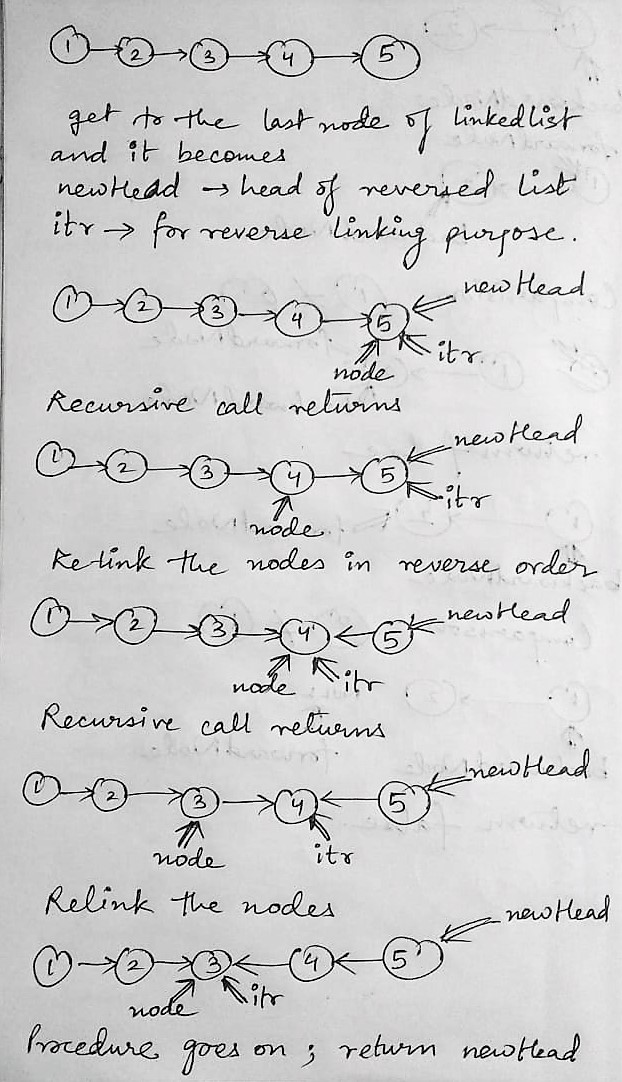 1 2 3 4 5
get to the last node of linkedlist
and it becomes
newHead → head of reversed list
itr → for reverse linking purpose.
1 2 3 4 5 newHead
node itr
Recursive call returns
1 2 3 4 5 newHead
node itr
Re-link the nodes in reverse order
1 2 3 4 5 newHead
node itr
Recursive call returns
1 2 3 4 5 newHead
node itr
Relink the nodes
1 2 3 4 5 newHead
node itr
Procedure goes on ; return newHead